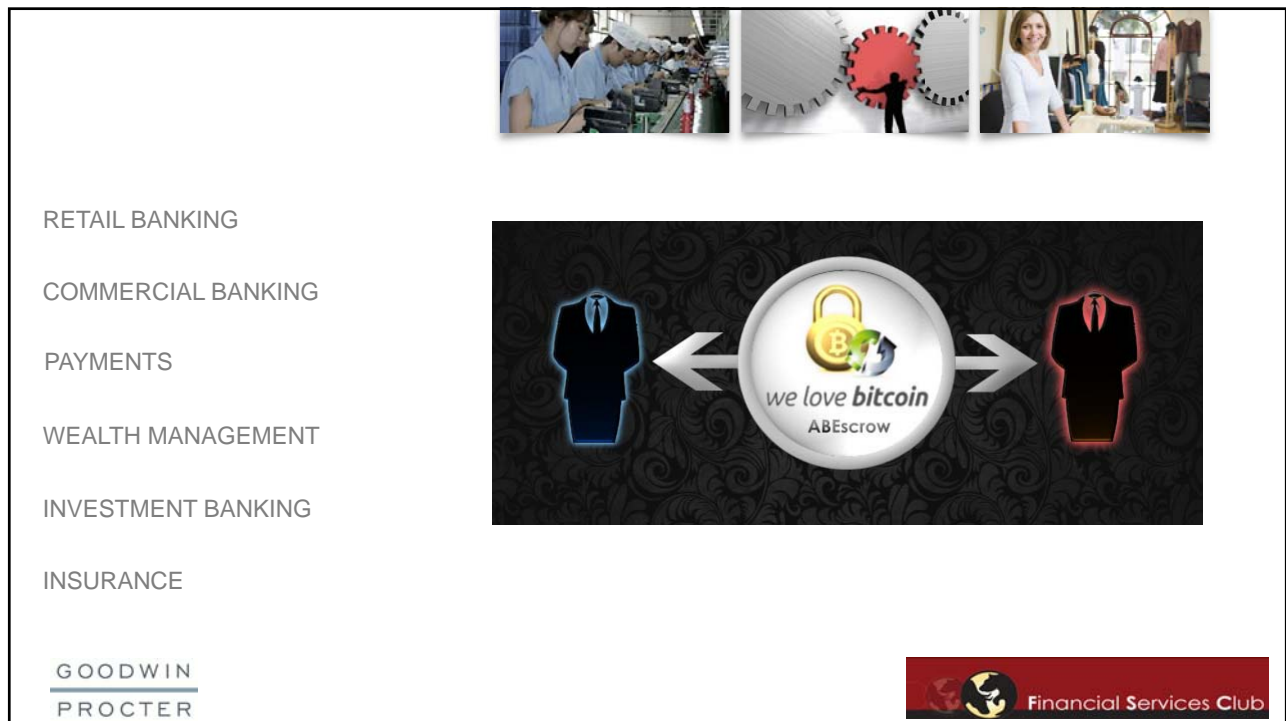 RETAIL BANKING
COMMERCIAL BANKING
PAYMENTS
WEALTH MANAGEMENT
INVESTMENT BANKING
INSURANCE
B
we love bitcoin
ABEscrow
GOODWIN
PROCTER
Financial Services Club